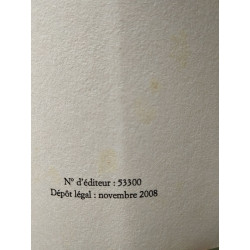 N° d'éditeur : 53300
Dépôt légal : novembre 2008